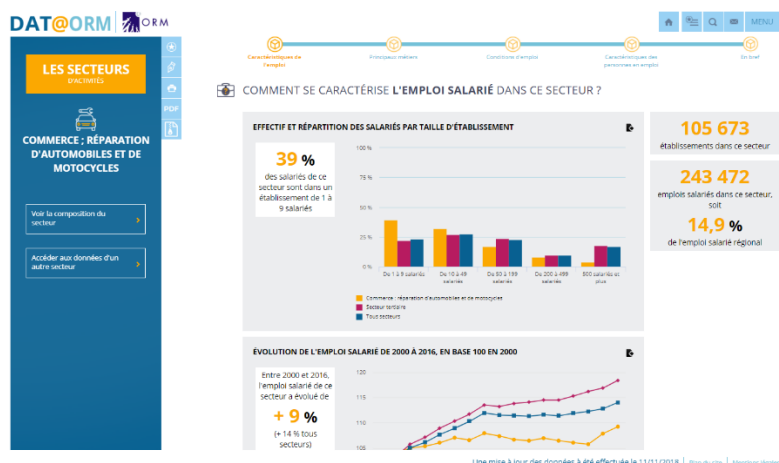 DAT@ORM ORM
MENU
LES SECTEURS
D'ACTIVITÉS
PDF
COMMERCE ; RÉPARATION
D'AUTOMOBILES ET DE
MOTOCYCLES
Voir la composition du
secteur
Accéder aux données d'un
autre secteur
Caractéristiques de
l'emploi
Principaux métiers
Conditions d'emploi
Caractéristiques des
personnes en emploi
En bref
COMMENT SE CARACTÉRISE L'EMPLOI SALARIÉ DANS CE SECTEUR ?
EFFECTIF ET RÉPARTITION DES SALARIÉS PAR TAILLE D'ÉTABLISSEMENT
39 %
des salariés de ce
secteur sont dans un
établissement de 1 à
9 salariés
100 %
75 %
50 %
25 %
0 %
De 1 à 9 salariés
De 10 à 49
salariés
De 50 à 199
salariés
De 200 à 499
salariés
500 salariés et
plus
Commerce ; réparation d'automobiles et de motocycles
Secteur tertiaire
Tous secteurs
105 673
établissements dans ce secteur
243 472
emplois salariés dans ce secteur,
soit
14,9 %
de l'emploi salarié régional
ÉVOLUTION DE L'EMPLOI SALARIÉ DE 2000 À 2016, EN BASE 100 EN 2000
Entre 2000 et 2016,
l'emploi salarié de ce
secteur a évolué de
+ 9 %
(+ 14 % tous
secteurs)
120
115
110
105
Une mise à jour des données à été effectuée le 11/11/2018 | Plan du site | Mentions légales